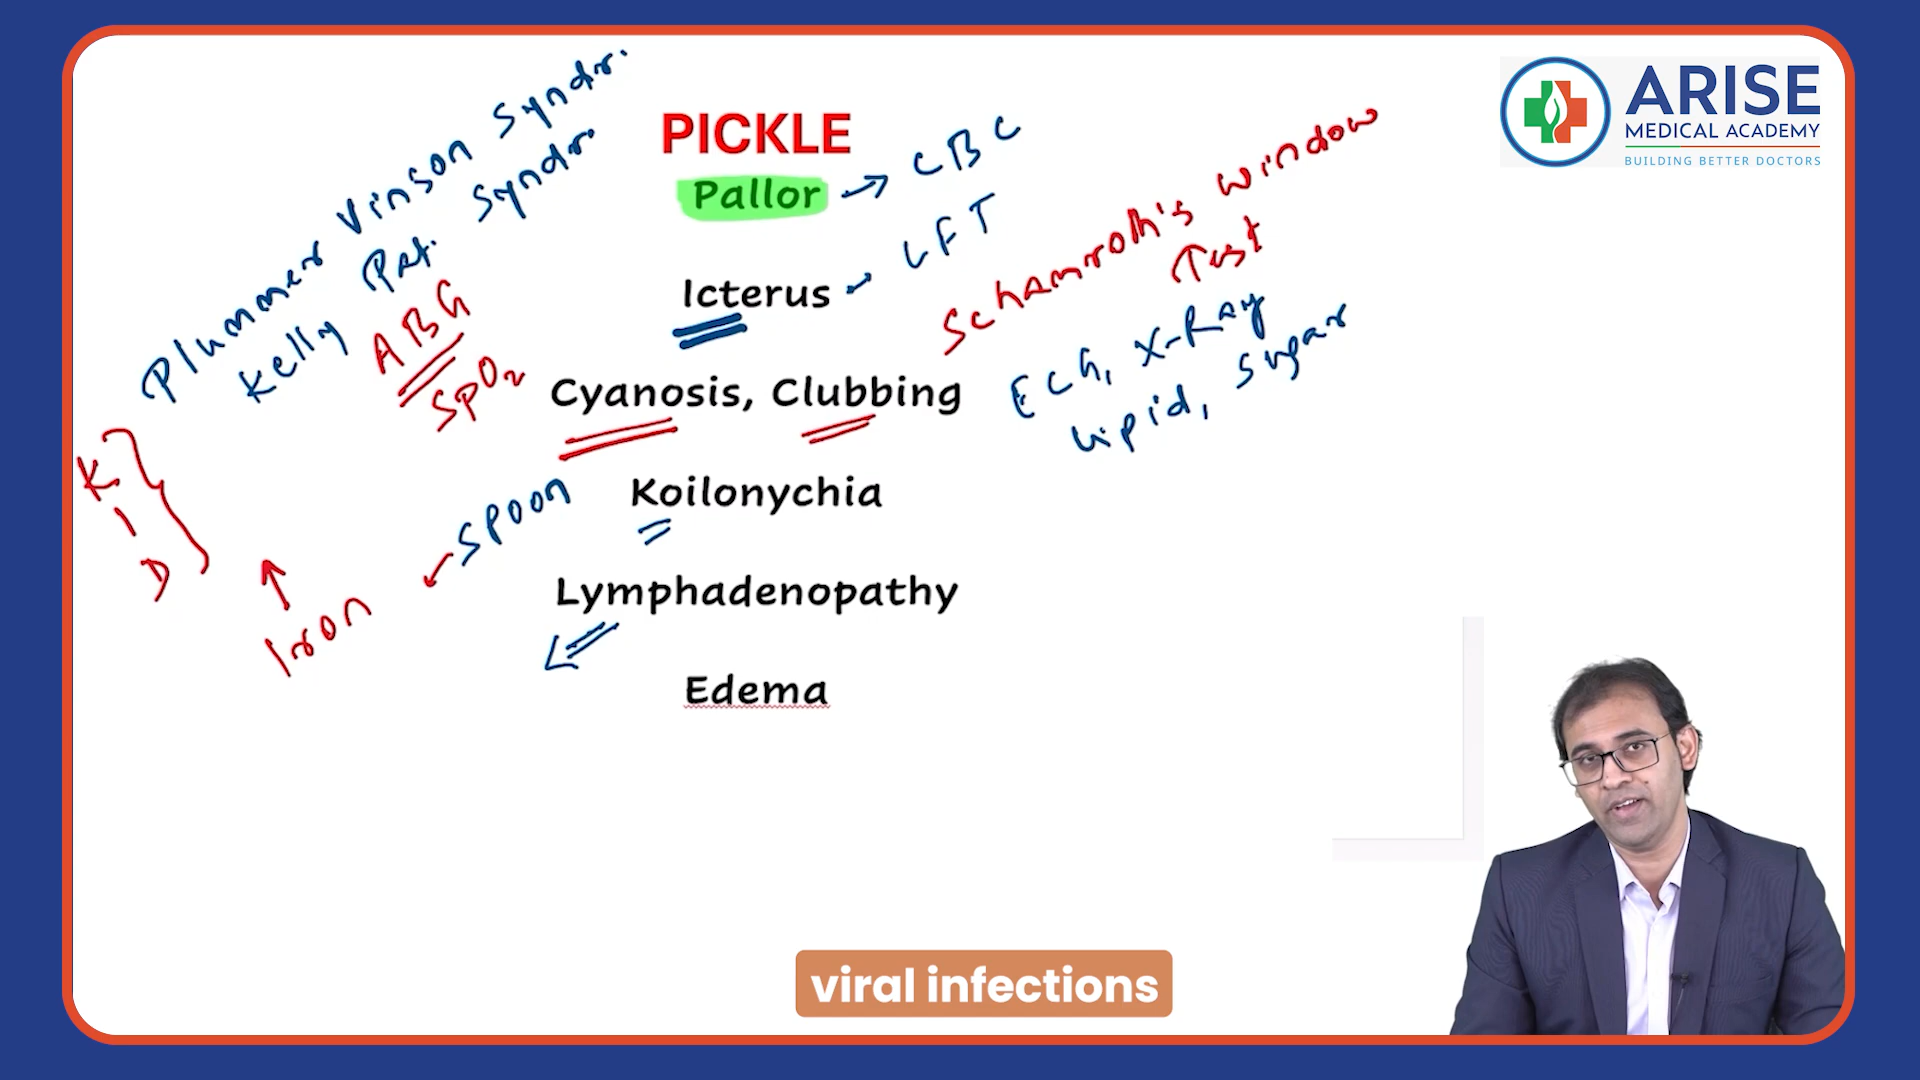 ARISE
MEDICAL ACADEMY
BUILDING BETTER DOCTORS
PICKLE
Pallor → CBC
Icterus - LFT
Cyanosis, Clubbing
Koilonychia
Lymphadenopathy
Edema
Plummer Vinson Syndr.
Kelly Pat. Syndr.
ABG
SpO₂
Schamroth's window
Test
ECG, X-Ray
Lipid, Sugar
K
I
D
Iron
Spoon
viral infections